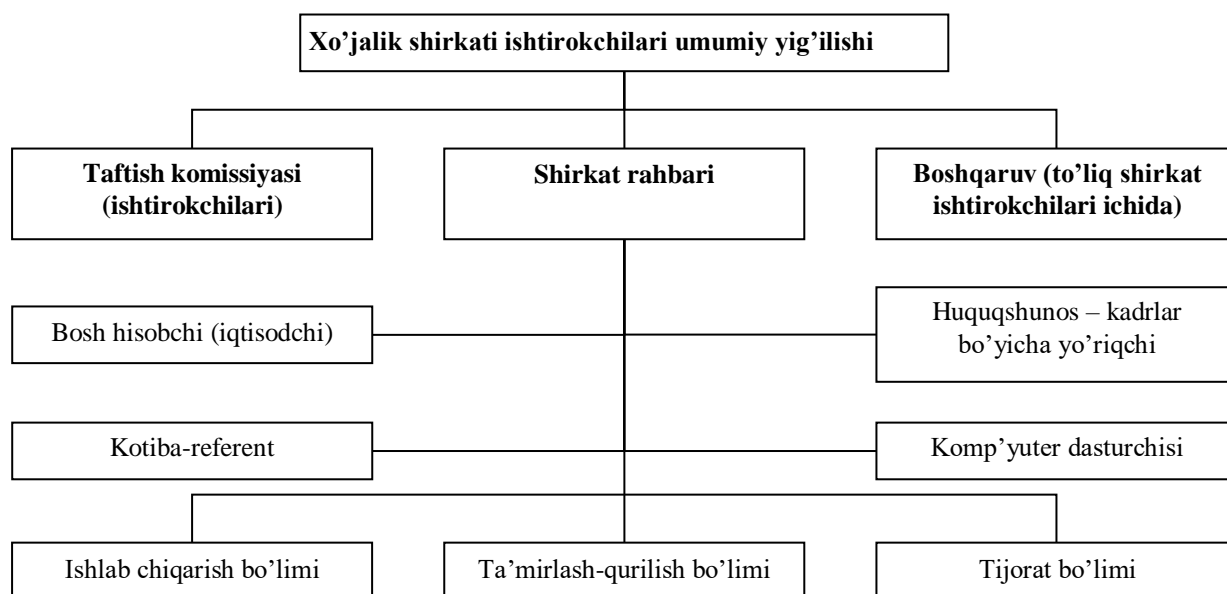 Xo’jalik shirkati ishtirokchilari umumiy yig’ilishi
Taftish komissiyasi
(ishtirokchilari)
Shirkat rahbari
Boshqaruv (to’liq shirkat
ishtirokchilari ichida)
Bosh hisobchi (iqtisodchi)
Huquqshunos – kadrlar
bo’yicha yo’riqchi
Kotiba-referent
Komp’yuter dasturchisi
Ishlab chiqarish bo’limi
Ta’mirlash-qurilish bo’limi
Tijorat bo’limi